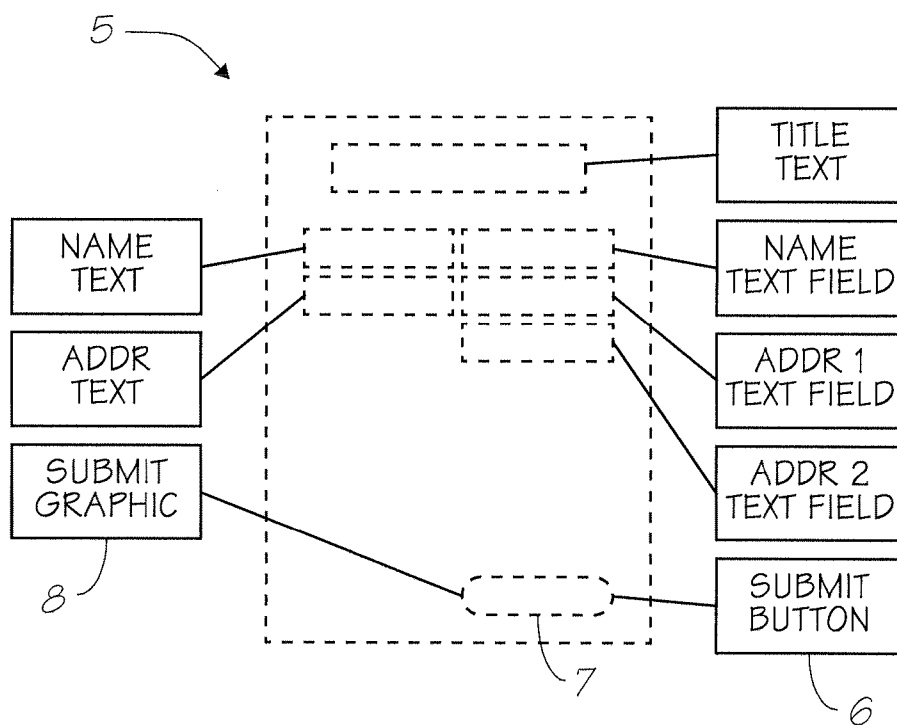 5
TITLE
TEXT
NAME
TEXT
NAME
TEXT FIELD
ADDR
TEXT
ADDR 1
TEXT FIELD
SUBMIT
GRAPHIC
ADDR 2
TEXT FIELD
8
SUBMIT
BUTTON
7
6